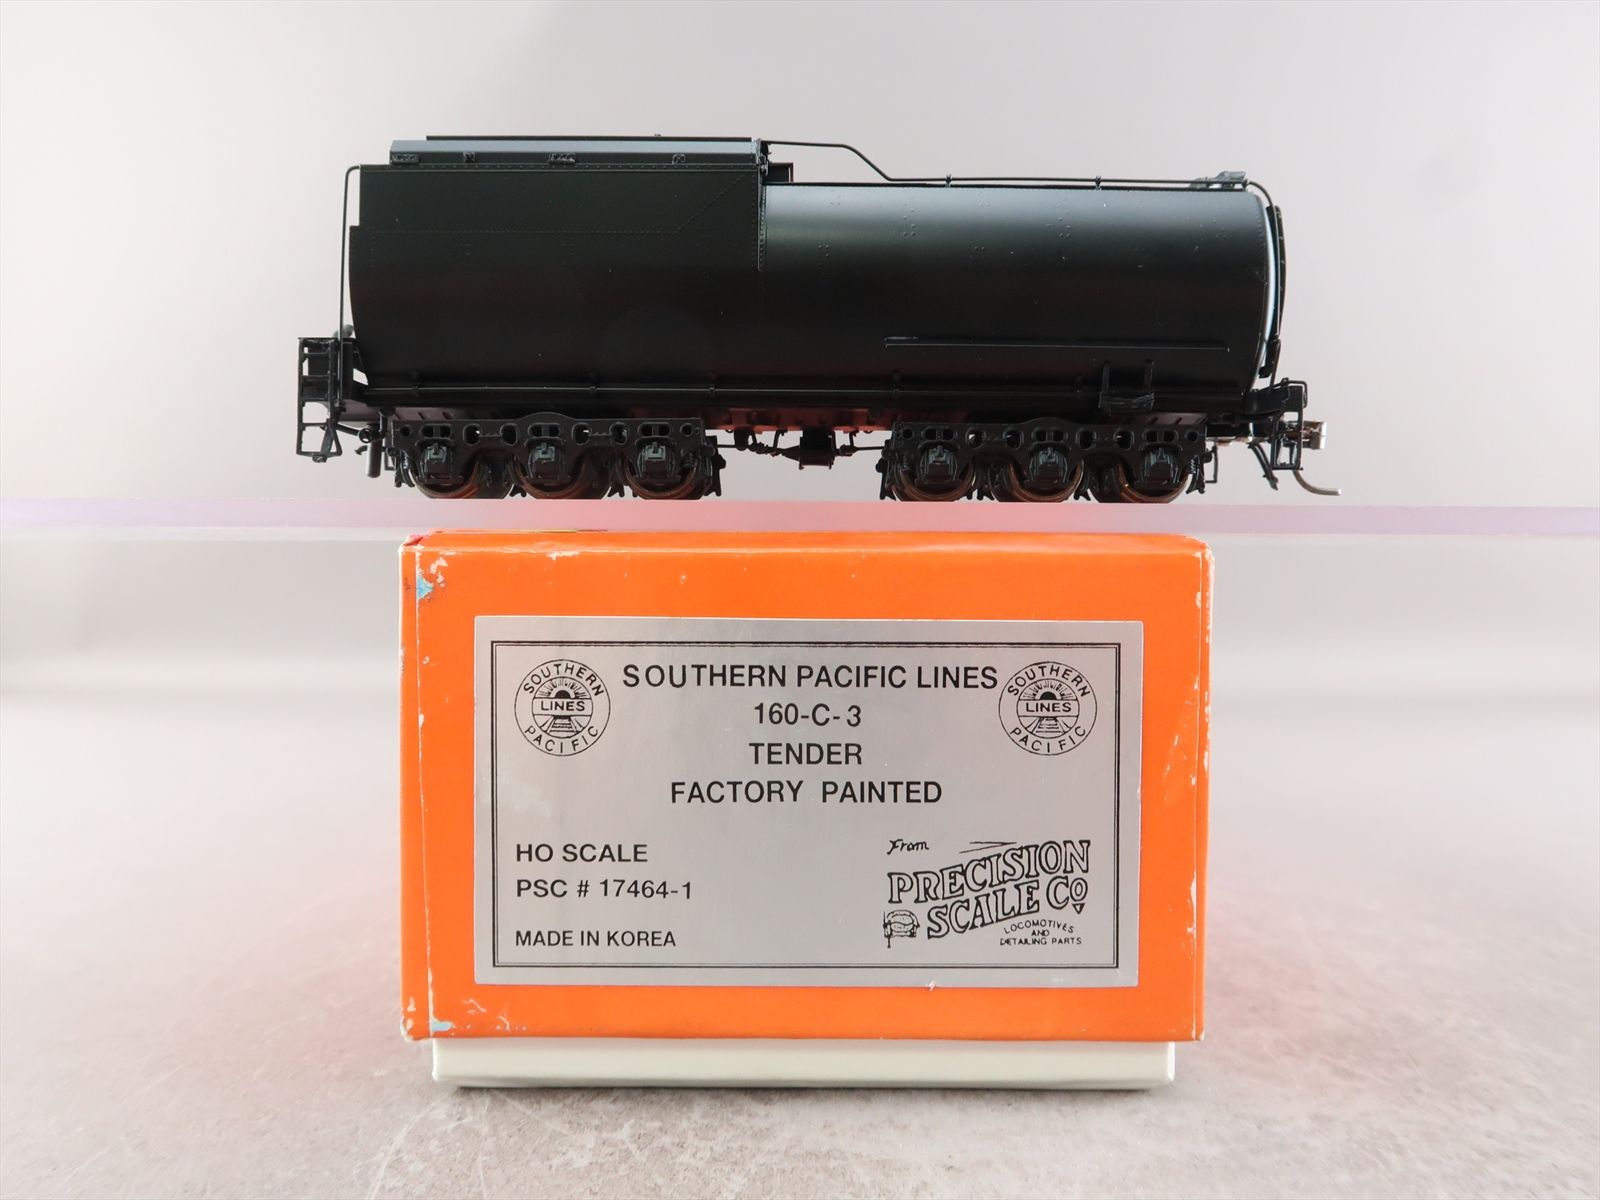 SOUTHERN PACIFIC LINES
160-C-3
TENDER
FACTORY PAINTED
SOUTHERN
LINES
PACIFIC
SOUTHERN
LINES
PACIFIC
HO SCALE
PSC # 17464-1
MADE IN KOREA
From
PRECISION
SCALE CO
LOCOMOTIVES
AND
DETAILING PARTS